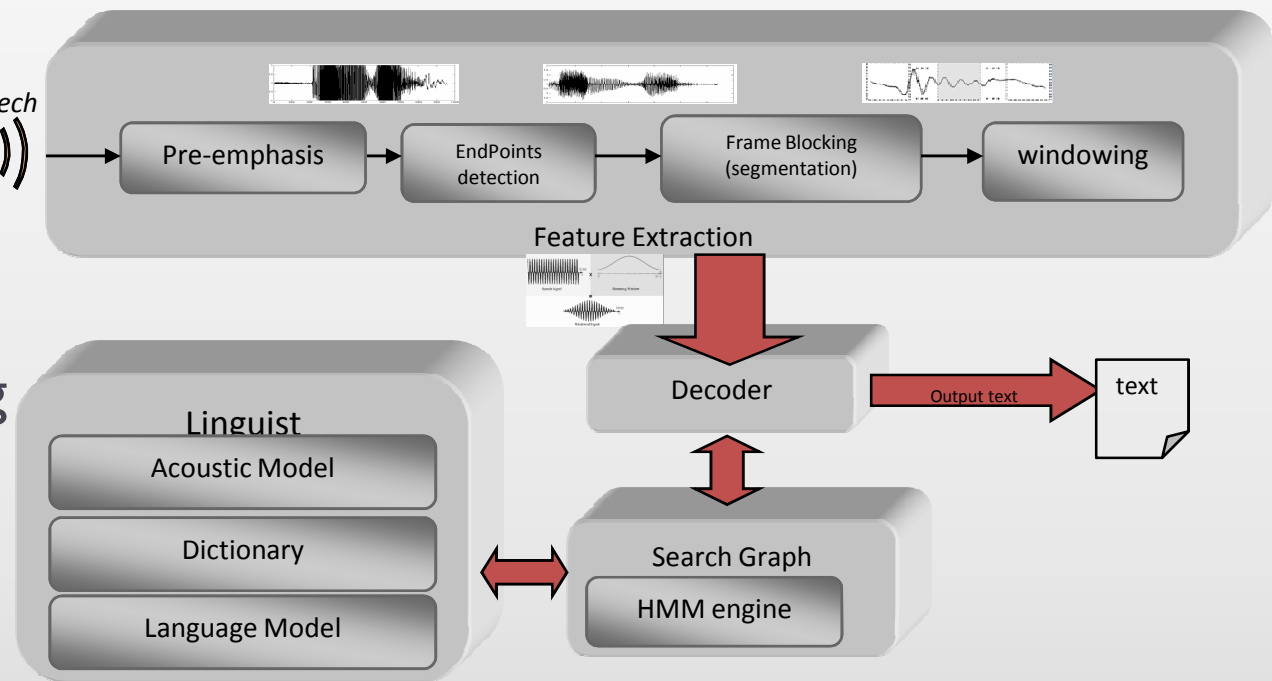 ech
Pre-emphasis
EndPoints
detection
Frame Blocking
(segmentation)
windowing
Feature Extraction
Decoder
Output text
text
g
Linguist
Acoustic Model
Dictionary
Language Model
Search Graph
HMM engine